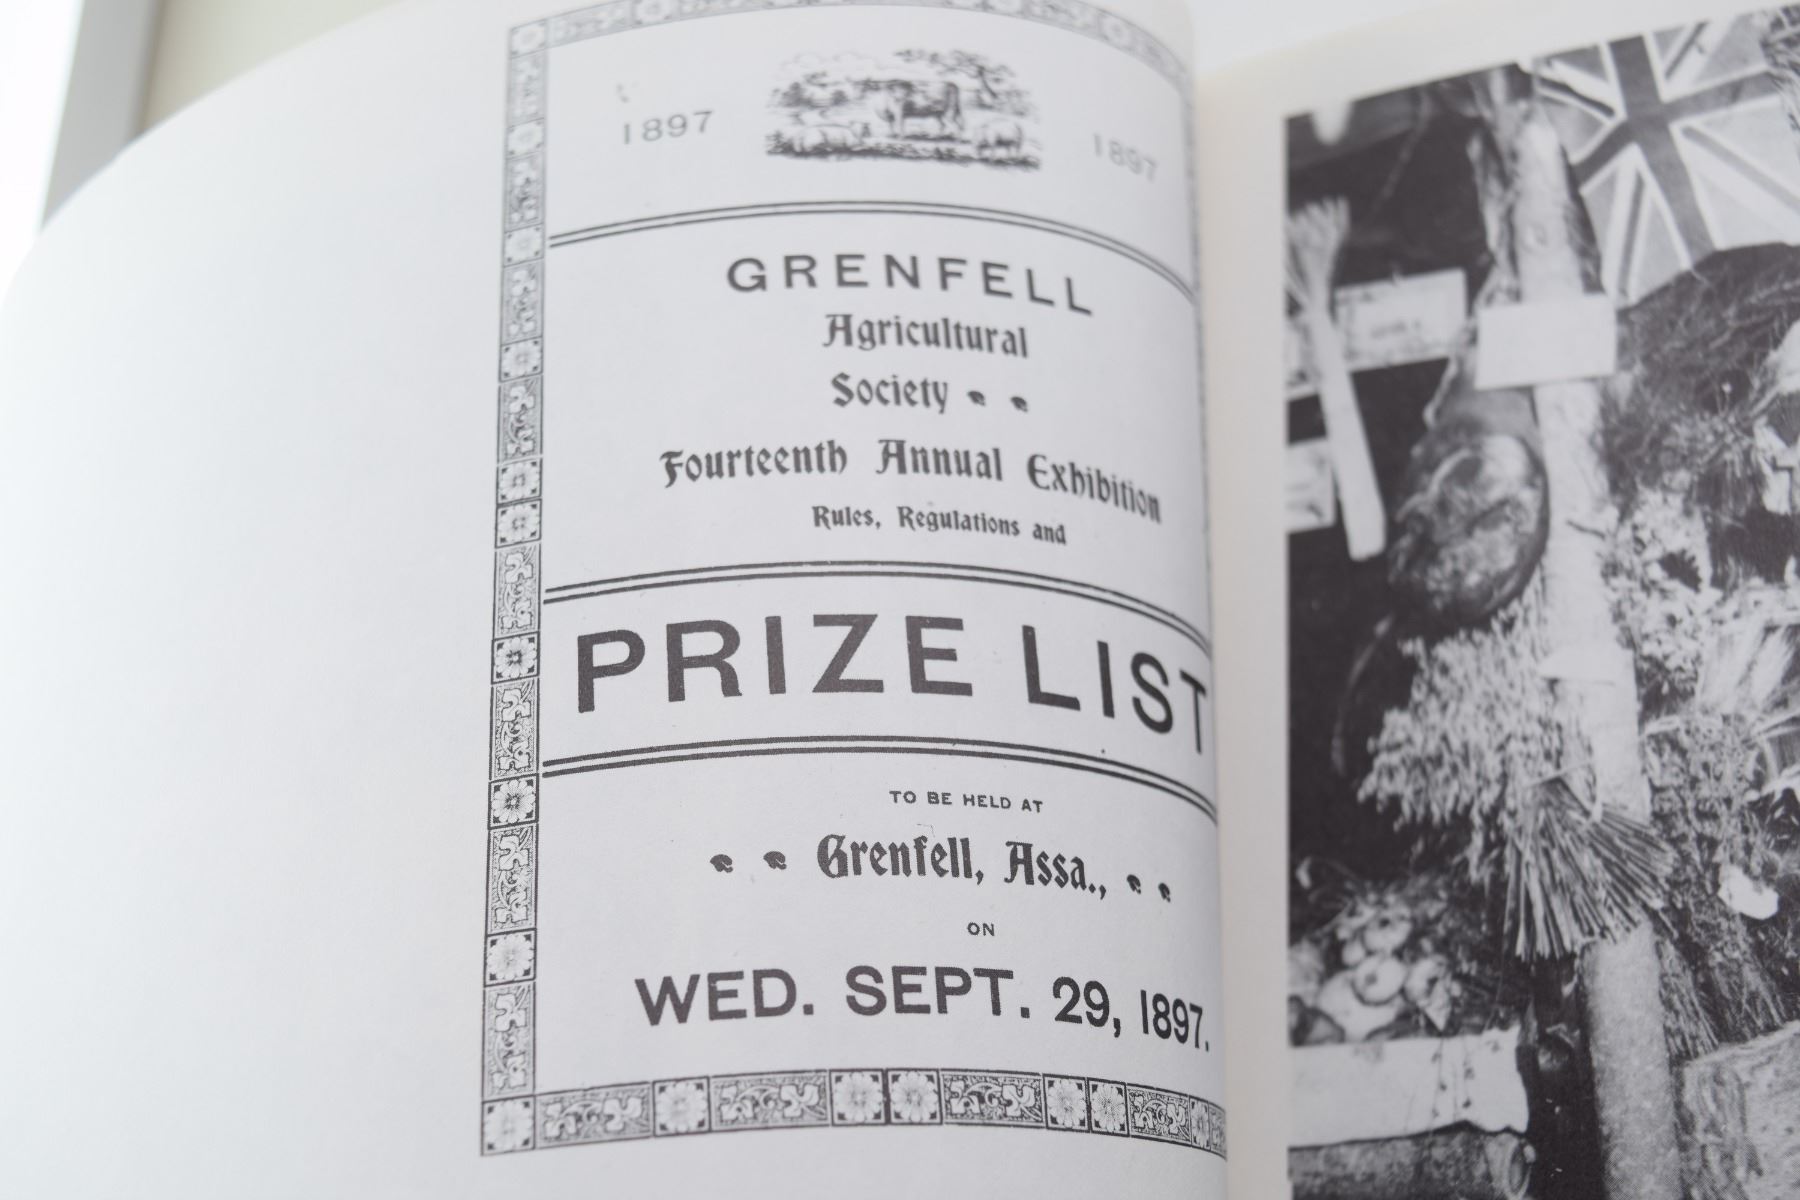 1897 1897
GRENFELL
Agricultural
Society
Fourteenth Annual Exhibition
Rules, Regulations and
PRIZE LIST
TO BE HELD AT
Grenfell, Assa.,
ON
WED. SEPT. 29, 1897.